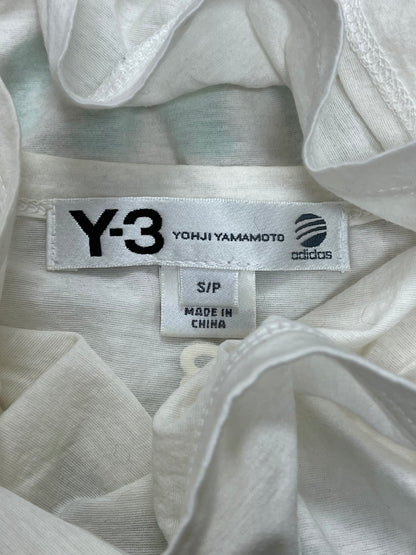 Y-3 YOHJI YAMAMOTO adidas
S/P
MADE IN
CHINA